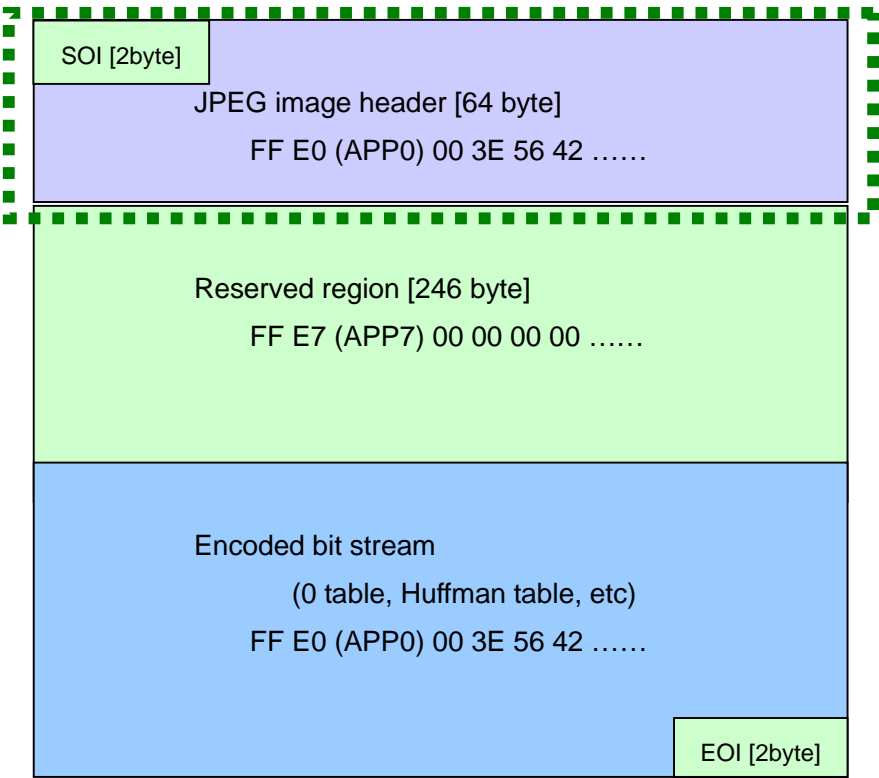 SOI [2byte]
JPEG image header [64 byte]
FF E0 (APP0) 00 3E 56 42 ……
Reserved region [246 byte]
FF E7 (APP7) 00 00 00 00 ……
Encoded bit stream
(0 table, Huffman table, etc)
FF E0 (APP0) 00 3E 56 42 ……
EOI [2byte]